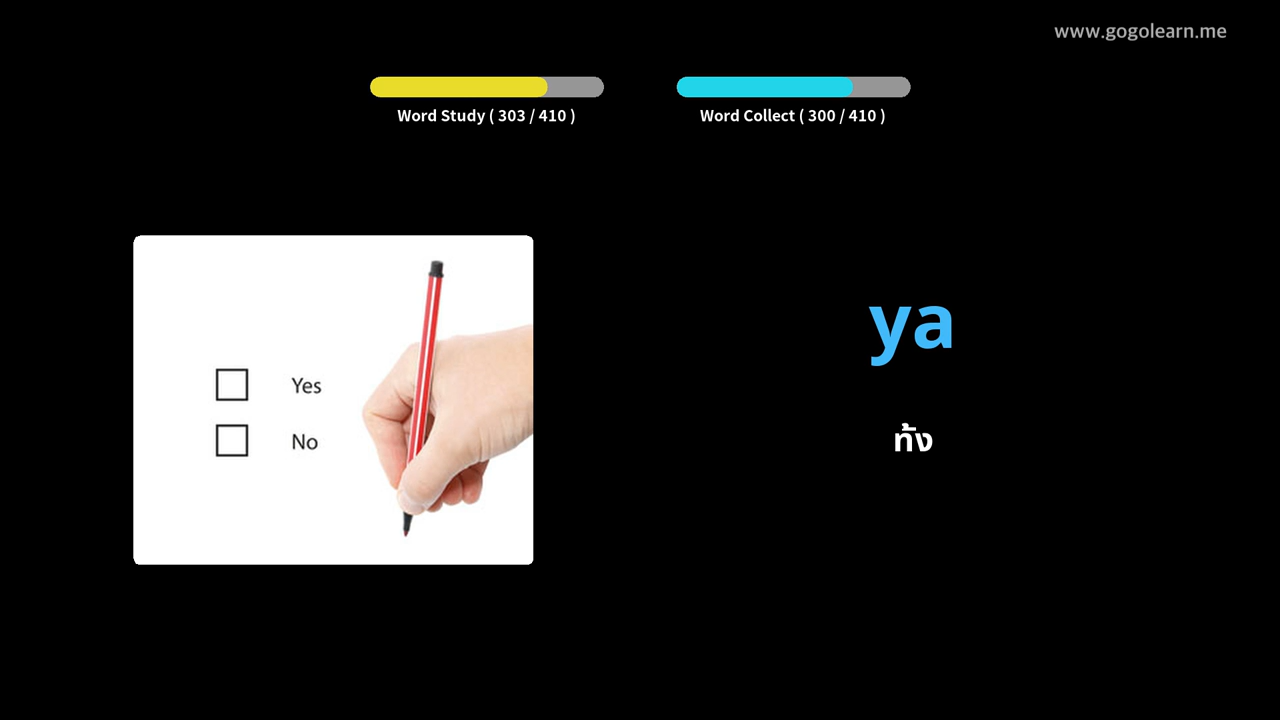 www.gogolearn.me
Word Study ( 303 / 410 )
Word Collect ( 300 / 410 )
Yes
No
ya
ทั้ง